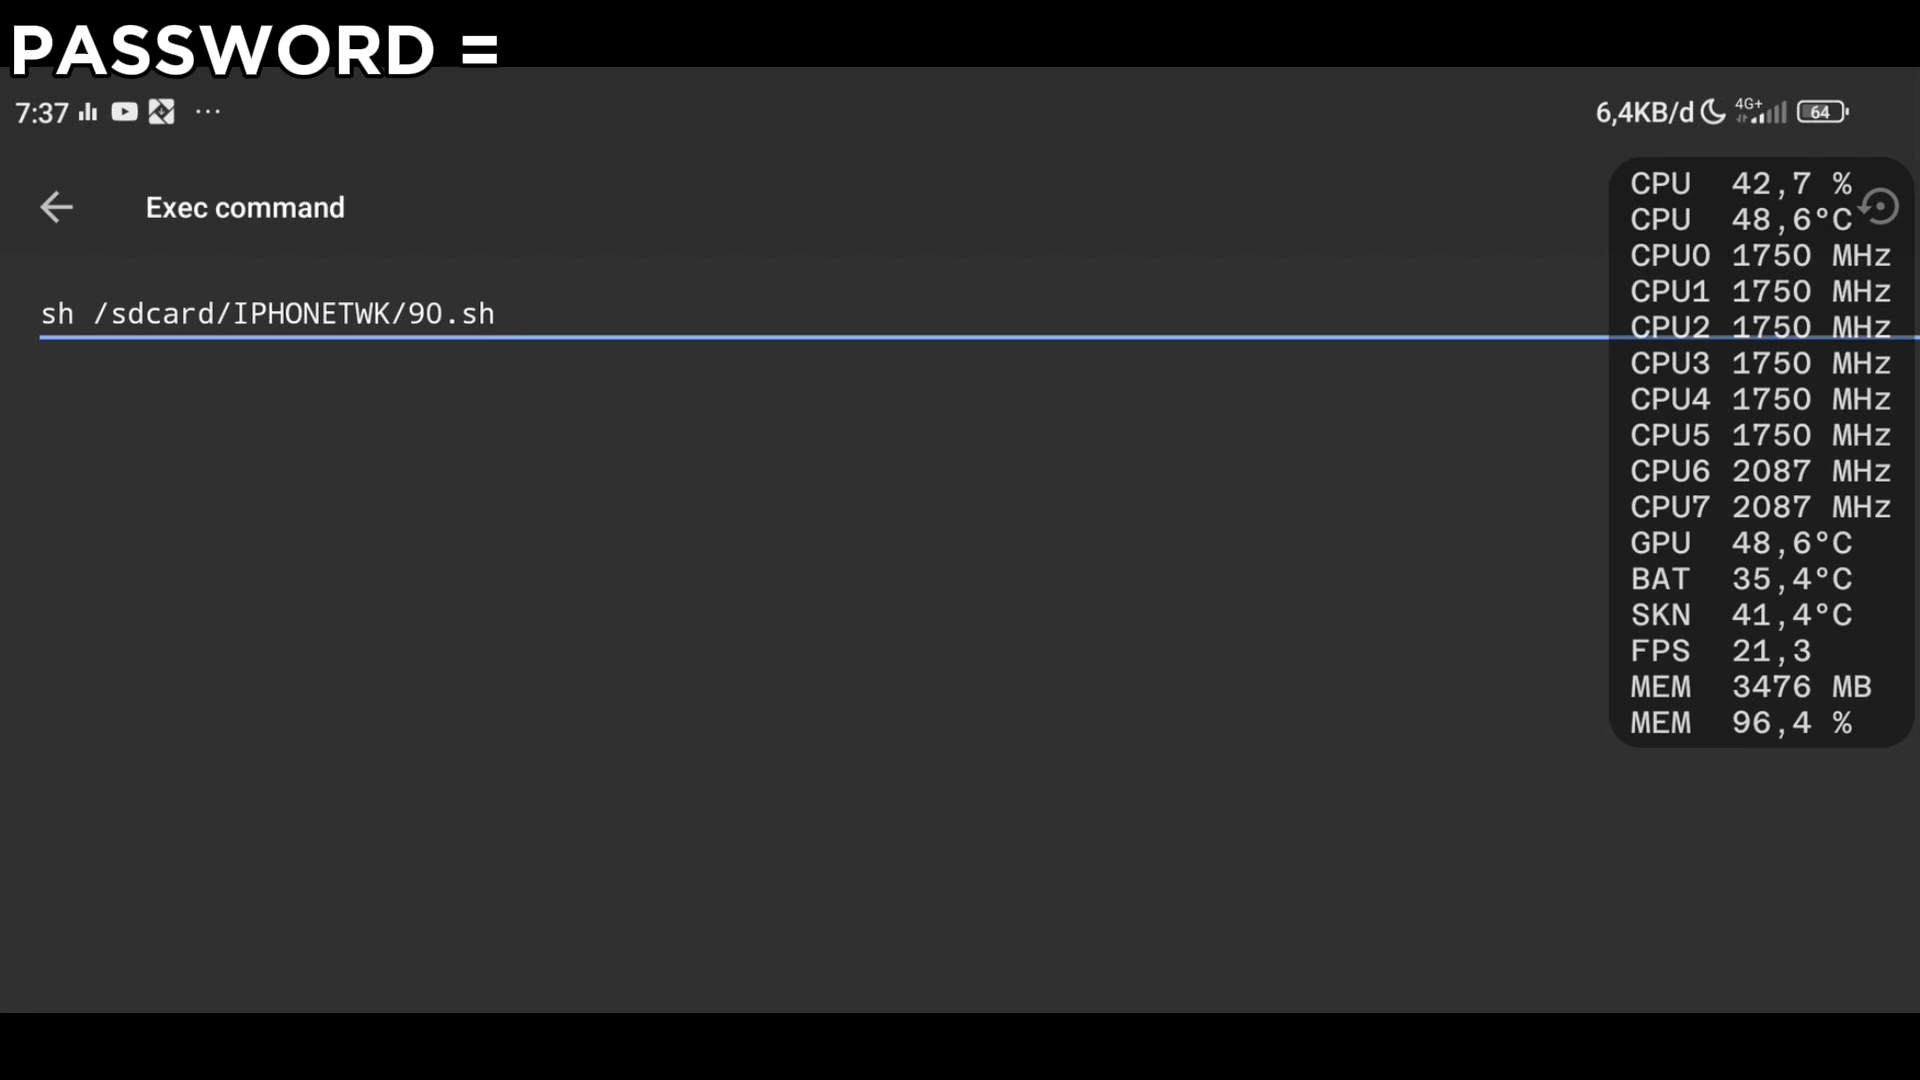 PASSWORD =
7:37 ... 6,4KB/d 4G+ 64
Exec command
sh /sdcard/IPHONETWK/90.sh
CPU 42,7 %
CPU 48,6°C
CPU0 1750 MHz
CPU1 1750 MHz
CPU2 1750 MHz
CPU3 1750 MHz
CPU4 1750 MHz
CPU5 1750 MHz
CPU6 2087 MHz
CPU7 2087 MHz
GPU 48,6°C
BAT 35,4°C
SKN 41,4°C
FPS 21,3
MEM 3476 MB
MEM 96,4 %